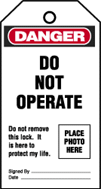 DANGER
DO
NOT
OPERATE
Do not remove
this lock. It
is here to
protect my life.
PLACE
PHOTO
HERE
Signed By
Date